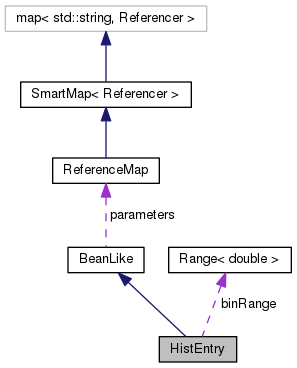 map< std::string, Referencer >
SmartMap< Referencer >
ReferenceMap
parameters
BeanLike
Range< double >
binRange
HistEntry